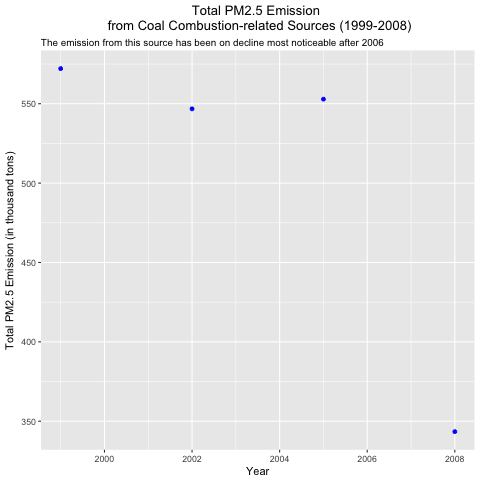 Total PM2.5 Emission
from Coal Combustion-related Sources (1999-2008)
The emission from this source has been on decline most noticeable after 2006
Total PM2.5 Emission (in thousand tons)
550
500
450
400
350
2000
2002
2004
2006
2008
Year